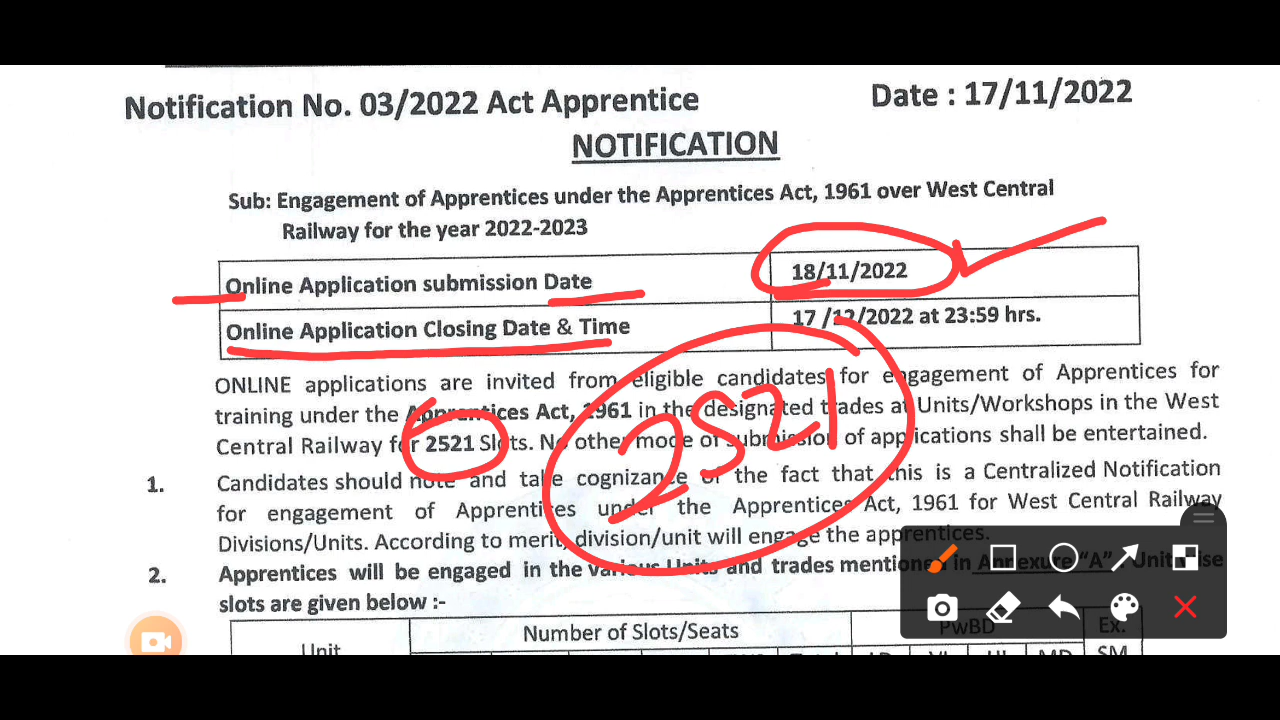 Notification No. 03/2022 Act Apprentice Date : 17/11/2022
NOTIFICATION
Sub: Engagement of Apprentices under the Apprentices Act, 1961 over West Central
Railway for the year 2022-2023
Online Application submission Date 18/11/2022
Online Application Closing Date & Time 17 /12/2022 at 23:59 hrs.
ONLINE applications are invited from eligible candidates for engagement of Apprentices for
training under the Apprentices Act, 1961 in the designated trades at Units/Workshops in the West
Central Railway for 2521 Slots. No other mode of submission of applications shall be entertained.
2521
1. Candidates should note and take cognizance of the fact that this is a Centralized Notification
for engagement of Apprentices under the Apprentices Act, 1961 for West Central Railway
Divisions/Units. According to merit, division/unit will engage the apprentices.
2. Apprentices will be engaged in the various Units and trades mentioned in Annexure "A". Unit wise
slots are given below :-
Unit Number of Slots/Seats PwBD Ex.
Total LD VI HI MD SM